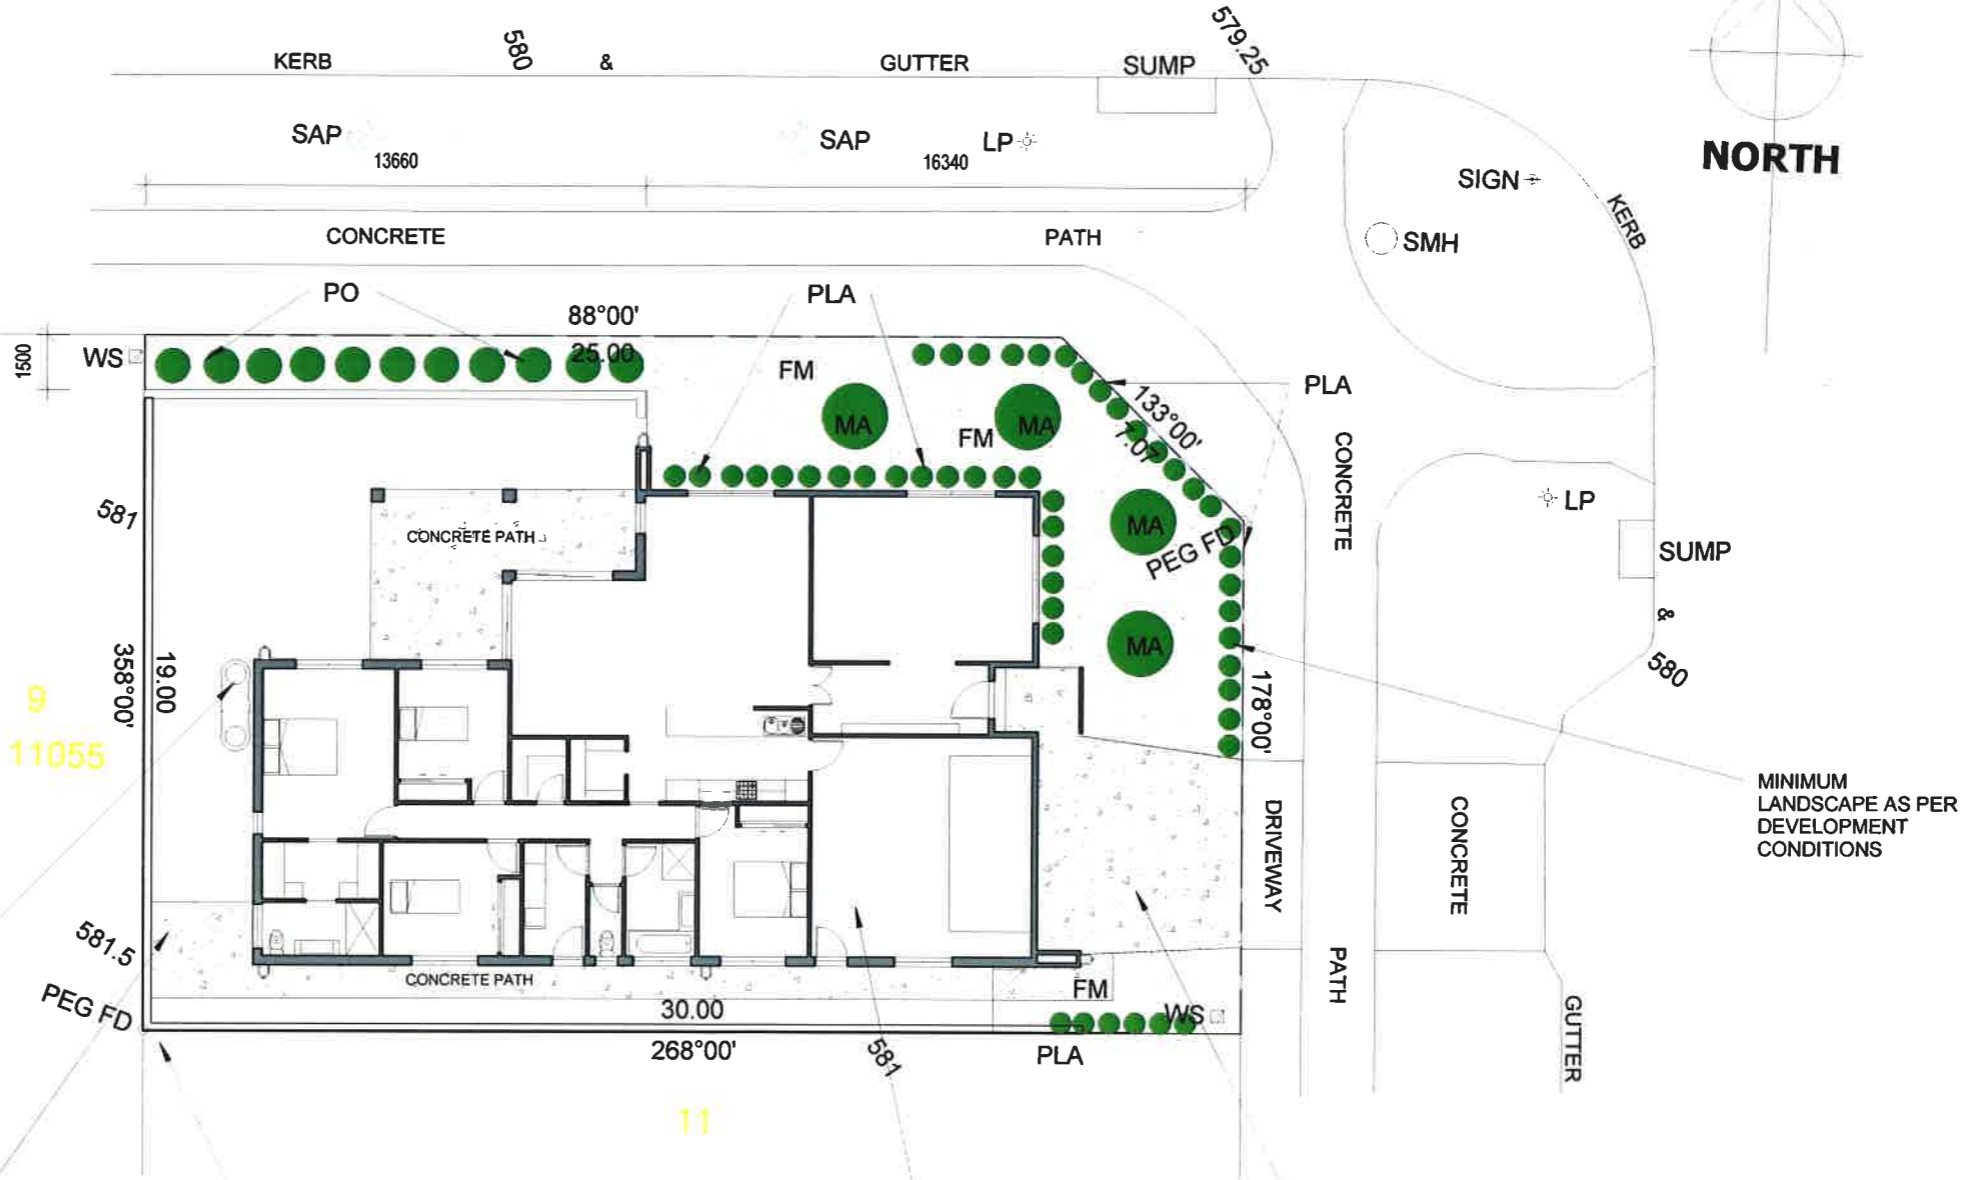 KERB 580 & GUTTER SUMP 579.25
SAP SAP LP
13660 16340
NORTH
SIGN
KERB
CONCRETE PATH
SMH
PO PLA
88°00'
25.00
1500
WS
FM
PLA
MA FM MA
133°00'
7.07
CONCRETE
581
CONCRETE PATH
MA
PEG FD
LP
SUMP
&
580
MA
358°00'
19.00
178°00'
9
11055
MINIMUM
LANDSCAPE AS PER
DEVELOPMENT
CONDITIONS
DRIVEWAY
CONCRETE
581.5
PEG FD
CONCRETE PATH
FM
PATH
30.00
WS
GUTTER
268°00'
581
PLA
11